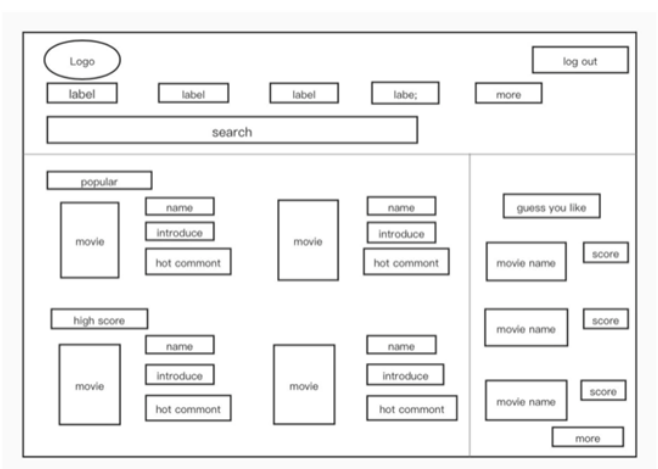 Logo
log out
label
label
label
labe;
more
search
popular
movie
name
introduce
hot commont
movie
name
introduce
hot commont
high score
movie
name
introduce
hot commont
movie
name
introduce
hot commont
guess you like
movie name
score
movie name
score
movie name
score
more